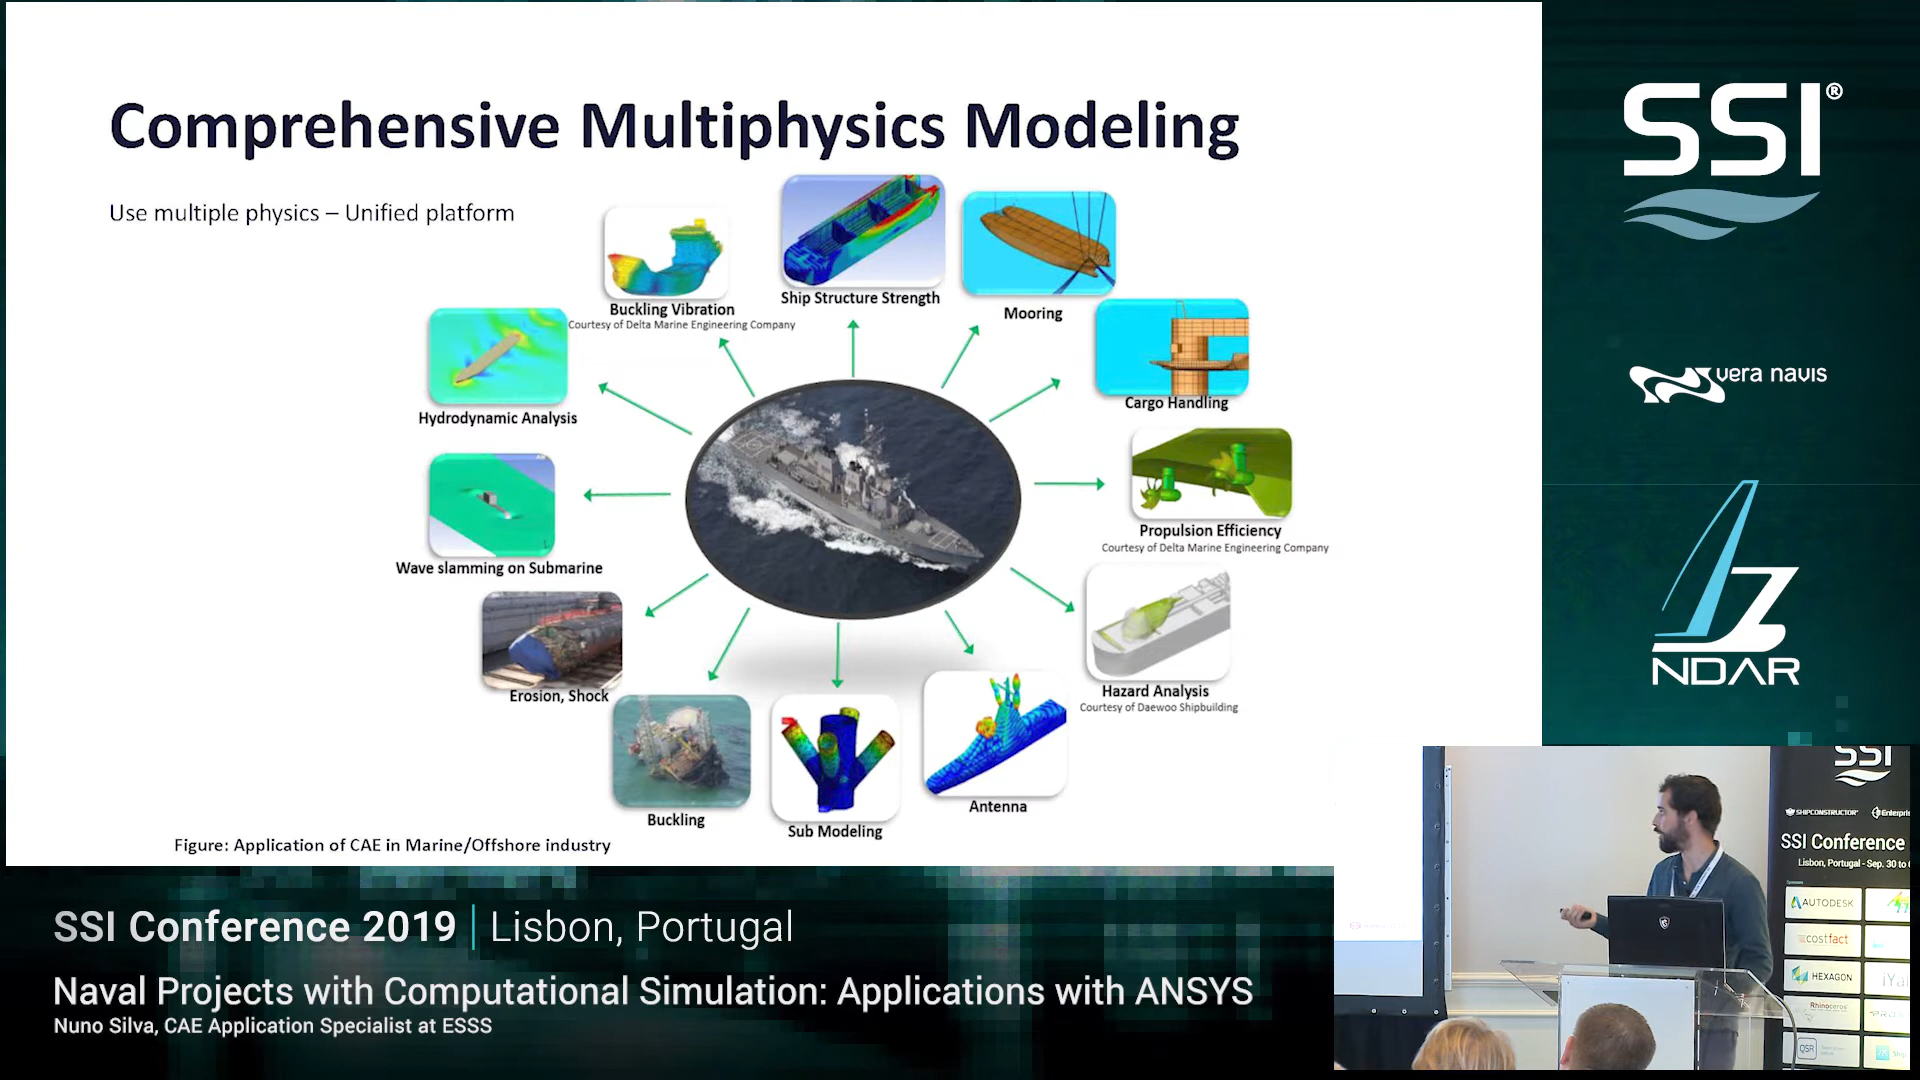 Comprehensive Multiphysics Modeling
Use multiple physics – Unified platform
Buckling Vibration
Courtesy of Delta Marine Engineering Company
Ship Structure Strength
Mooring
Cargo Handling
Hydrodynamic Analysis
Propulsion Efficiency
Courtesy of Delta Marine Engineering Company
Wave slamming on Submarine
Hazard Analysis
Courtesy of Daewoo Shipbuilding
Erosion, Shock
Antenna
Buckling
Sub Modeling
Figure: Application of CAE in Marine/Offshore industry
SSI®
vera navis
NDAR
SSI
SHIPCONSTRUCTOR
SSI Conference
Lisbon, Portugal - Sep. 30 to
AUTODESK
costfact
HEXAGON
Rhinoceros
QSR
SSI Conference 2019 | Lisbon, Portugal
Naval Projects with Computational Simulation: Applications with ANSYS
Nuno Silva, CAE Application Specialist at ESSS